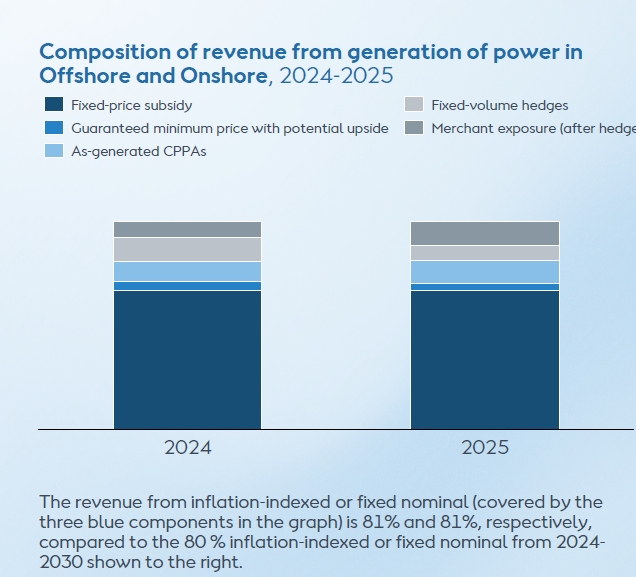 Composition of revenue from generation of power in
Offshore and Onshore, 2024-2025
Fixed-price subsidy
Guaranteed minimum price with potential upside
As-generated CPPAs
Fixed-volume hedges
Merchant exposure (after hedge
2024
2025
The revenue from inflation-indexed or fixed nominal (covered by the
three blue components in the graph) is 81% and 81%, respectively,
compared to the 80 % inflation-indexed or fixed nominal from 2024-
2030 shown to the right.